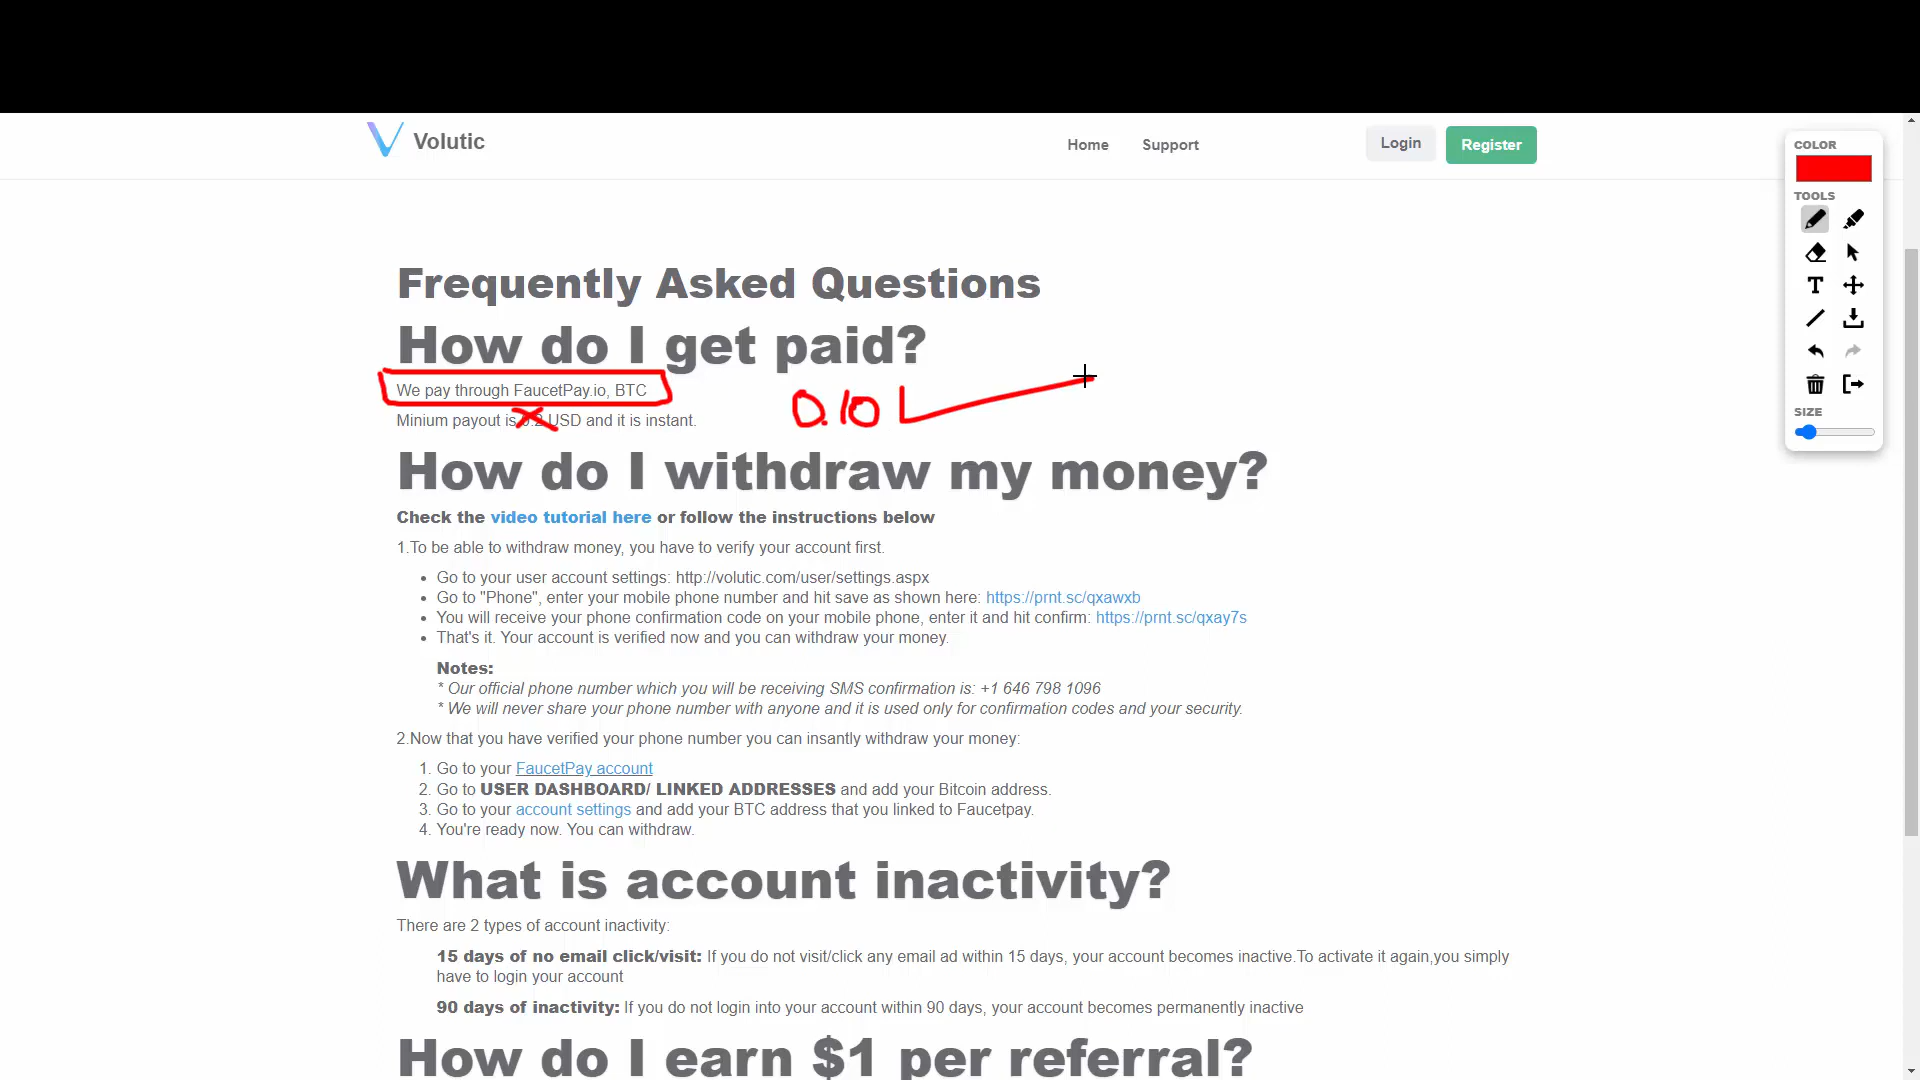 Volutic
Home Support Login Register
COLOR
TOOLS
SIZE
Frequently Asked Questions
How do I get paid?
We pay through FaucetPay.io, BTC
Minium payout is 0.2 USD and it is instant.
0.10
How do I withdraw my money?
Check the video tutorial here or follow the instructions below
1.To be able to withdraw money, you have to verify your account first.
• Go to your user account settings: http://volutic.com/user/settings.aspx
• Go to "Phone", enter your mobile phone number and hit save as shown here: https://prnt.sc/qxawxb
• You will receive your phone confirmation code on your mobile phone, enter it and hit confirm: https://prnt.sc/qxay7s
• That's it. Your account is verified now and you can withdraw your money.
Notes:
* Our official phone number which you will be receiving SMS confirmation is: +1 646 798 1096
* We will never share your phone number with anyone and it is used only for confirmation codes and your security.
2.Now that you have verified your phone number you can insantly withdraw your money:
1. Go to your FaucetPay account
2. Go to USER DASHBOARD/ LINKED ADDRESSES and add your Bitcoin address.
3. Go to your account settings and add your BTC address that you linked to Faucetpay.
4. You're ready now. You can withdraw.
What is account inactivity?
There are 2 types of account inactivity:
15 days of no email click/visit: If you do not visit/click any email ad within 15 days, your account becomes inactive.To activate it again,you simply
have to login your account
90 days of inactivity: If you do not login into your account within 90 days, your account becomes permanently inactive
How do I earn $1 per referral?